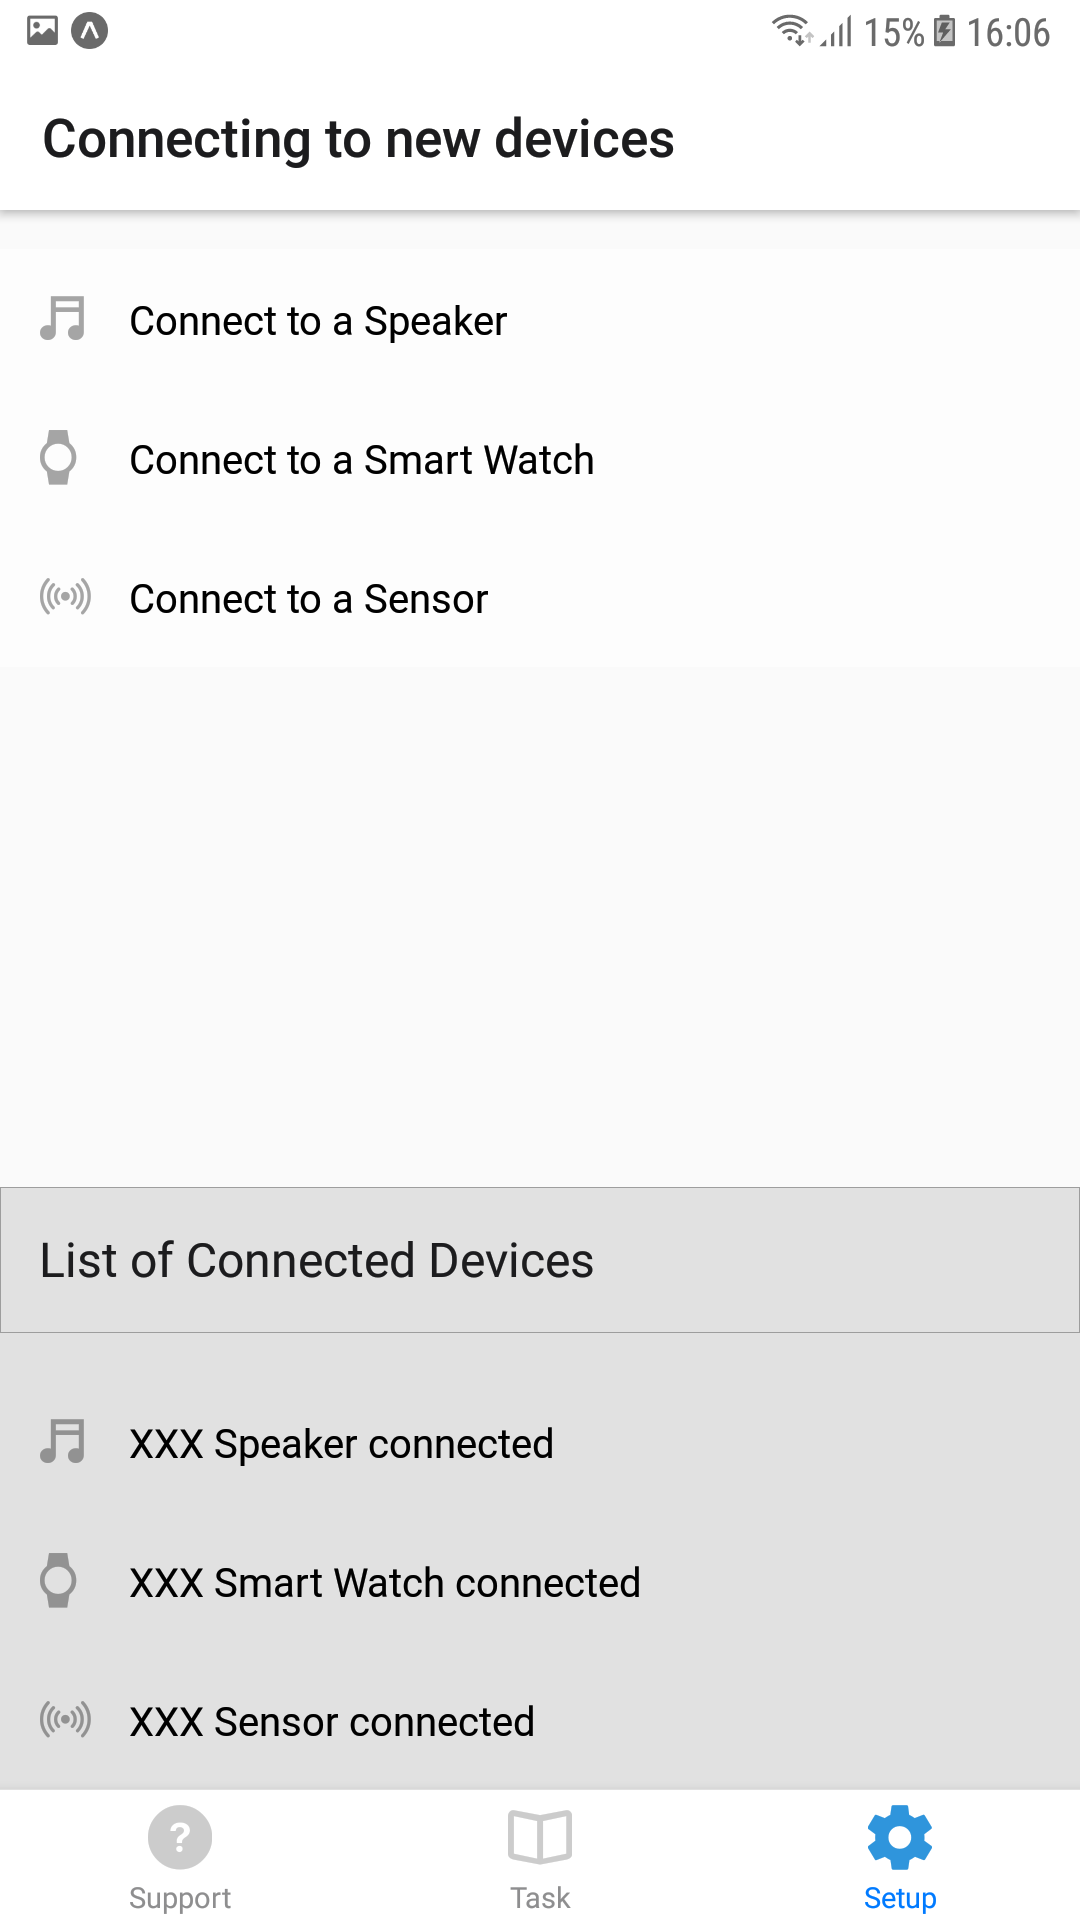 15% 16:06
Connecting to new devices
Connect to a Speaker
Connect to a Smart Watch
Connect to a Sensor
List of Connected Devices
XXX Speaker connected
XXX Smart Watch connected
XXX Sensor connected
?
Support Task Setup